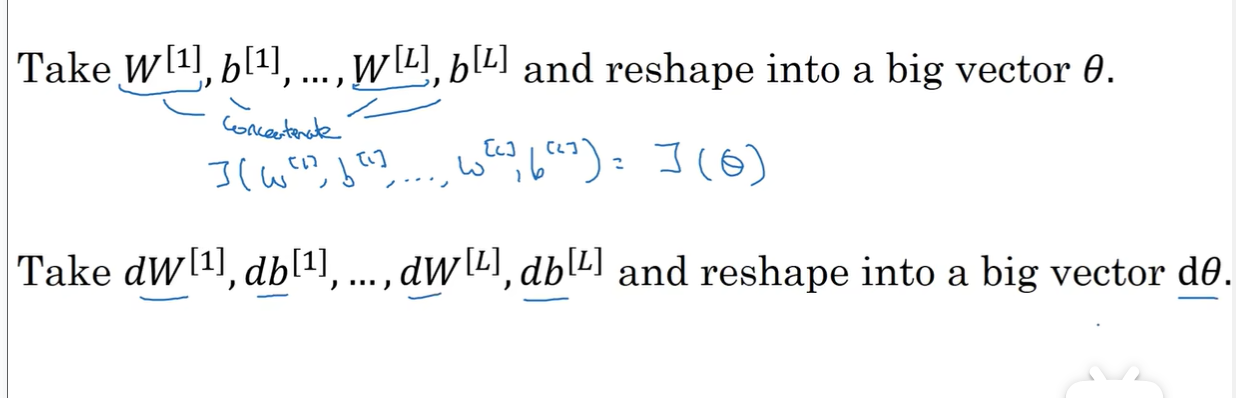 Take W^[1], b^[1], ..., W^[L], b^[L] and reshape into a big vector θ.
concatenate
J(W^[1], b^[1], ..., W^[L], b^[L]) = J(θ)
Take dW^[1], db^[1], ..., dW^[L], db^[L] and reshape into a big vector dθ.